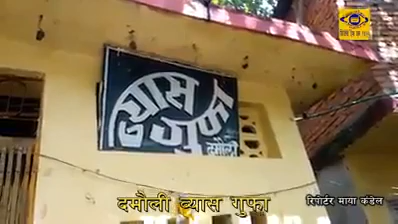 व्यास
गुफा
दमौली
दमौली ब्यास गुफा
रिपोर्टर माया कंडेल